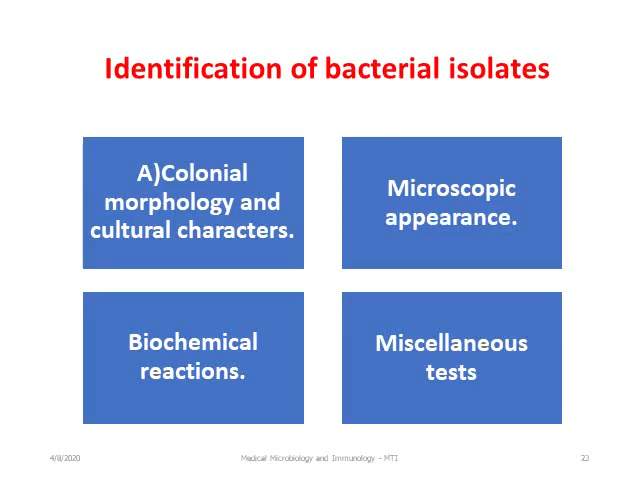 Identification of bacterial isolates
A)Colonial
morphology and
cultural characters.
Microscopic
appearance.
Biochemical
reactions.
Miscellaneous
tests
4/8/2020
Medical Microbiology and Immunology - MTI
23